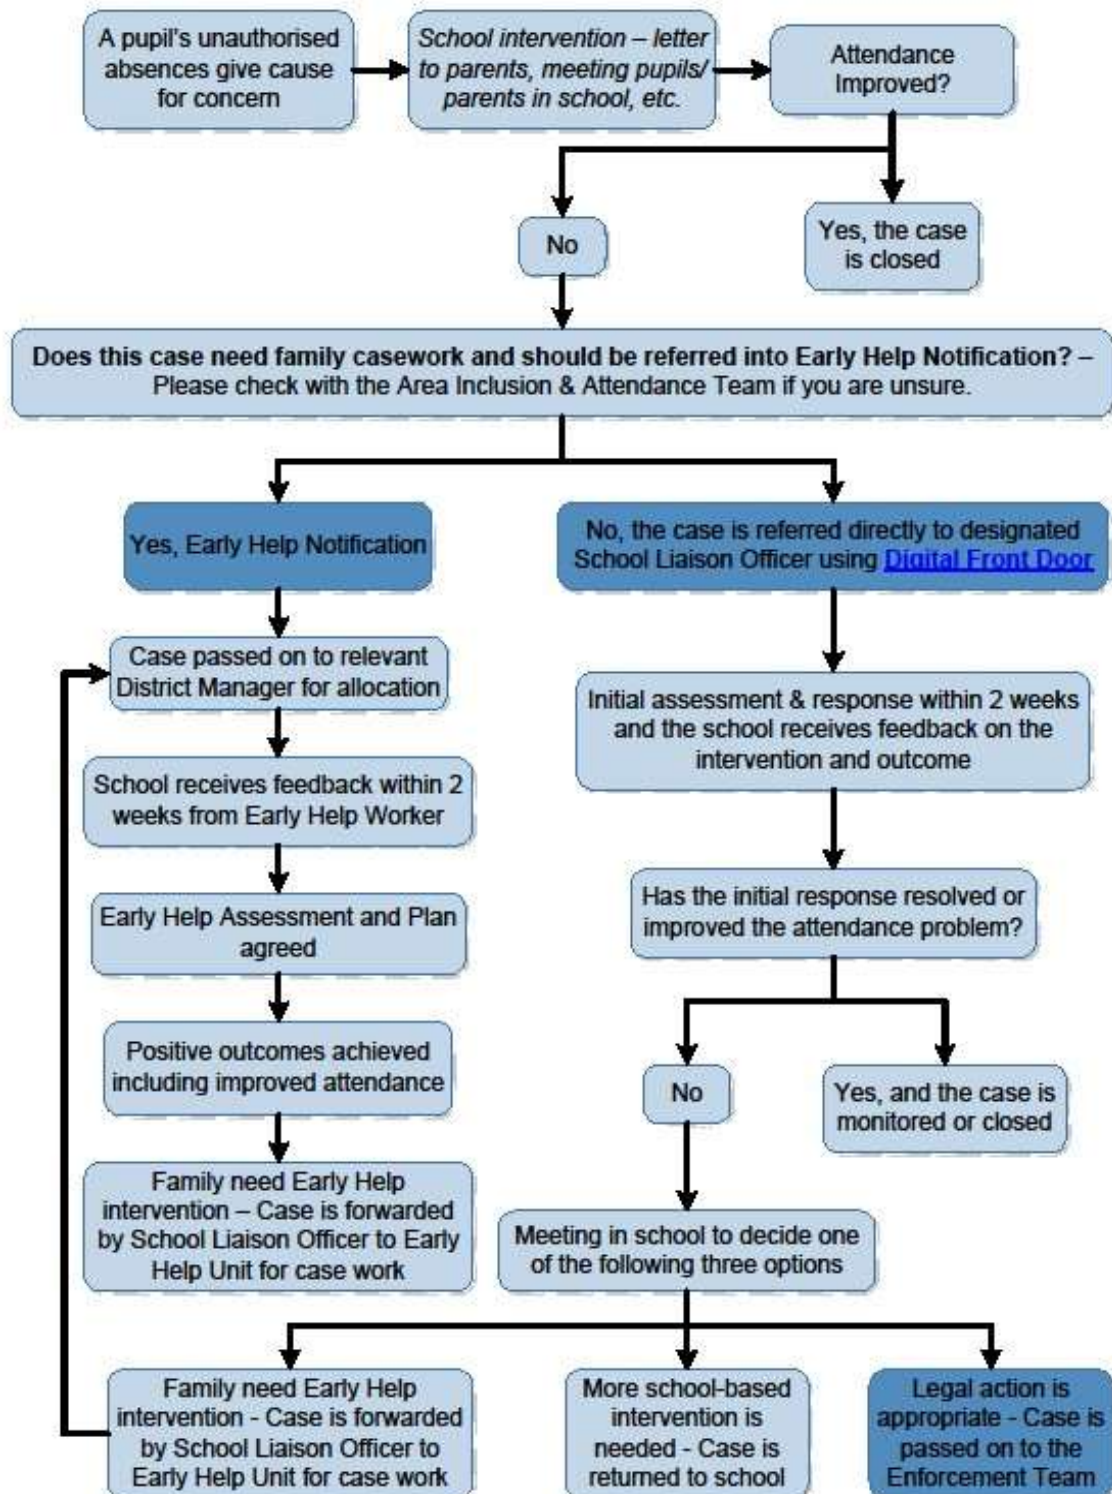 A pupil's unauthorised
absences give cause
for concern
School intervention – letter
to parents, meeting pupils/
parents in school, etc.
Attendance
Improved?
No
Yes, the case
is closed
Does this case need family casework and should be referred into Early Help Notification? –
Please check with the Area Inclusion & Attendance Team if you are unsure.
Yes, Early Help Notification
No, the case is referred directly to designated
School Liaison Officer using Digital Front Door
Case passed on to relevant
District Manager for allocation
School receives feedback within 2
weeks from Early Help Worker
Early Help Assessment and Plan
agreed
Positive outcomes achieved
including improved attendance
Family need Early Help
intervention – Case is forwarded
by School Liaison Officer to Early
Help Unit for case work
Initial assessment & response within 2 weeks
and the school receives feedback on the
intervention and outcome
Has the initial response resolved or
improved the attendance problem?
No
Yes, and the case is
monitored or closed
Meeting in school to decide one
of the following three options
Family need Early Help
intervention - Case is forwarded
by School Liaison Officer to
Early Help Unit for case work
More school-based
intervention is
needed - Case is
returned to school
Legal action is
appropriate - Case is
passed on to the
Enforcement Team